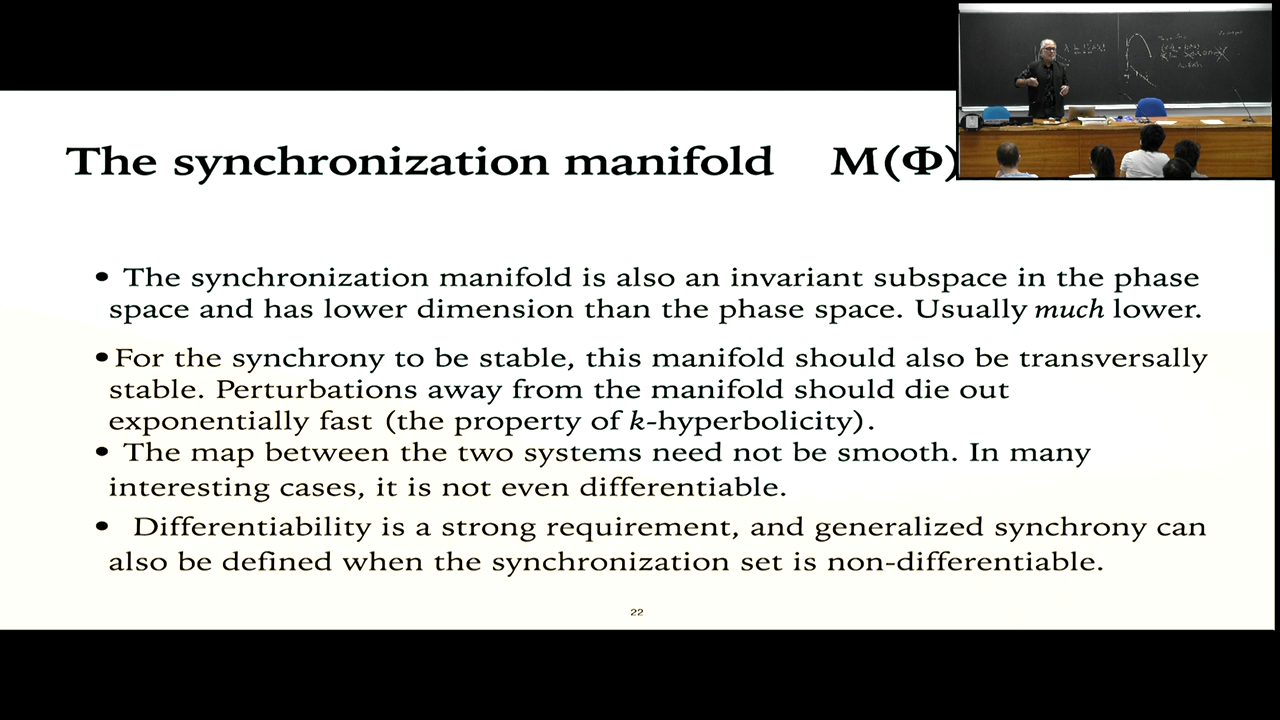 The synchronization manifold M(Φ)
• The synchronization manifold is also an invariant subspace in the phase
space and has lower dimension than the phase space. Usually much lower.
• For the synchrony to be stable, this manifold should also be transversally
stable. Perturbations away from the manifold should die out
exponentially fast (the property of k-hyperbolicity).
• The map between the two systems need not be smooth. In many
interesting cases, it is not even differentiable.
• Differentiability is a strong requirement, and generalized synchrony can
also be defined when the synchronization set is non-differentiable.
22